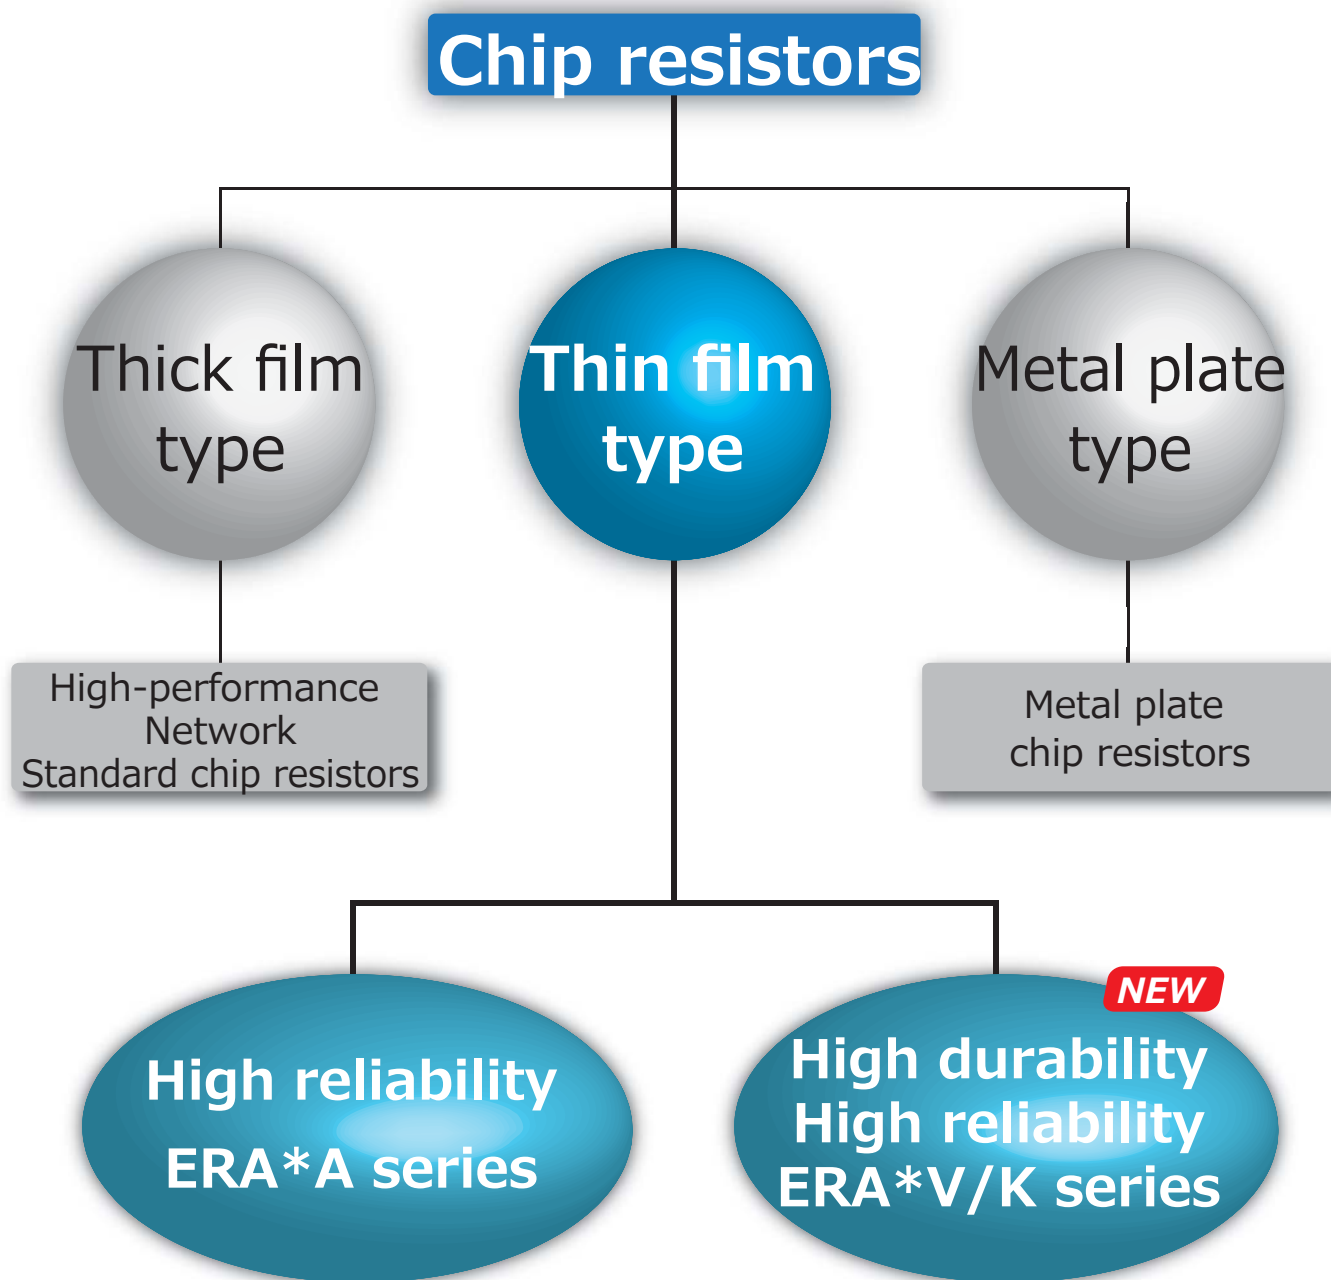 Chip resistors
Thick film
type
Thin film
type
Metal plate
type
High-performance
Network
Standard chip resistors
Metal plate
chip resistors
High reliability
ERA*A series
NEW
High durability
High reliability
ERA*V/K series